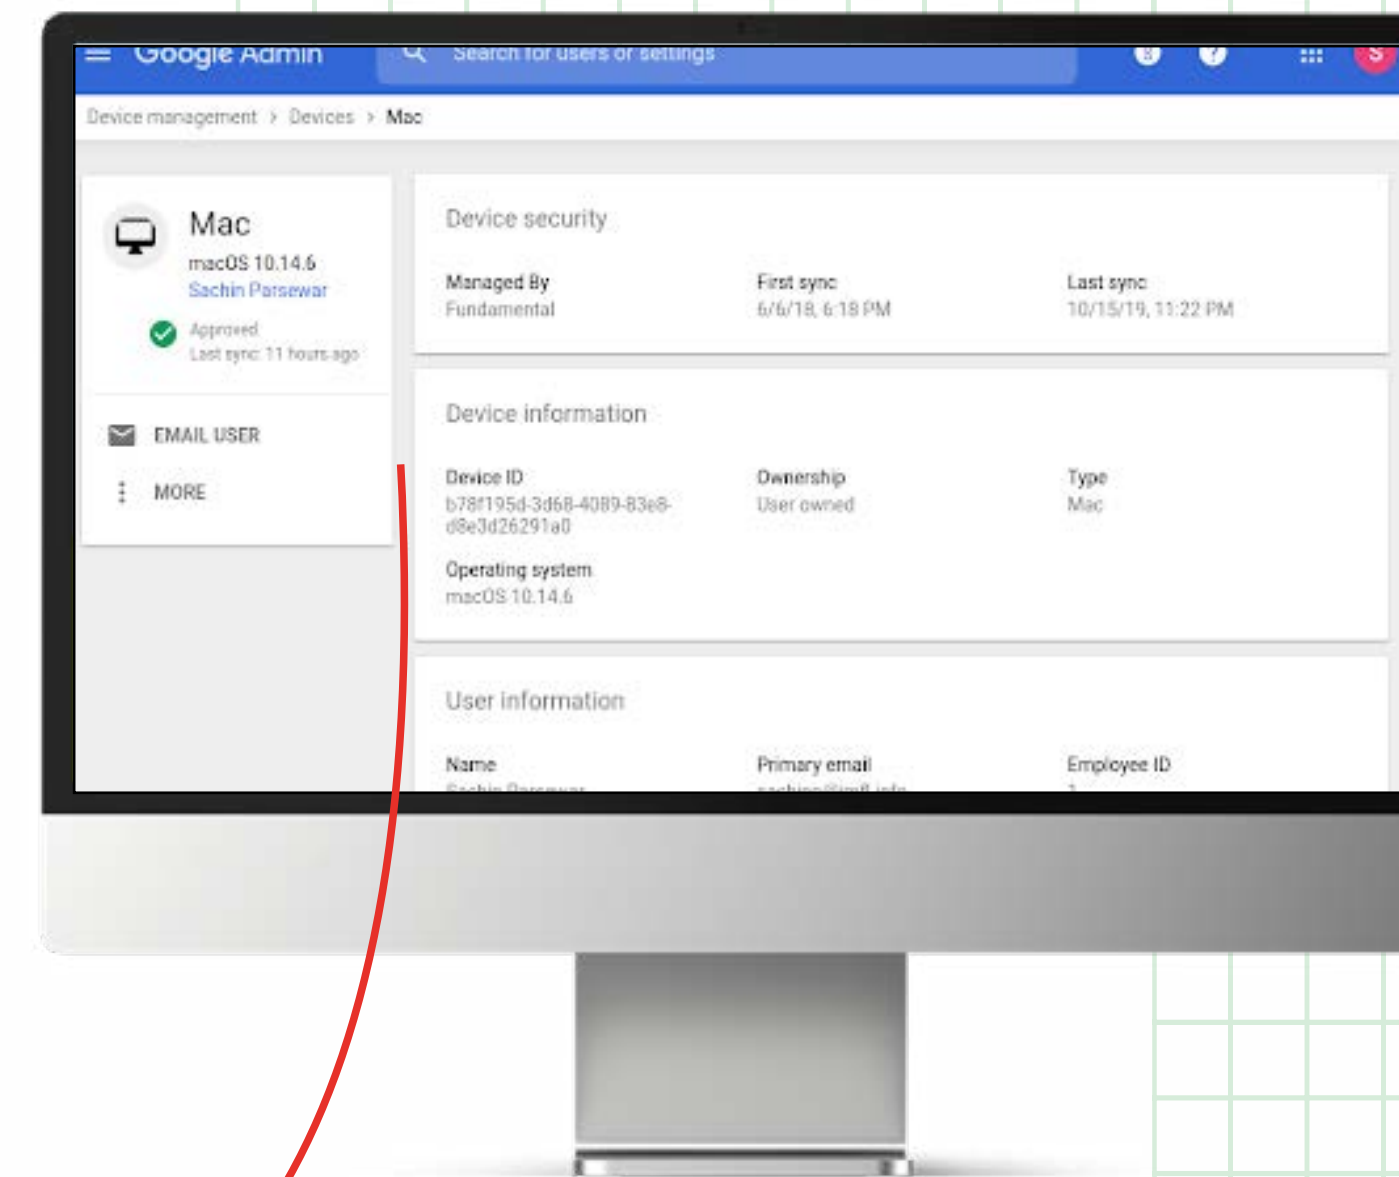 Google Admin
Search for users or settings
?
S
Device management > Devices > Mac
Mac
macOS 10.14.6
Sachin Parsewar
Approved
Last sync: 11 hours ago
EMAIL USER
MORE
Device security
Managed By
Fundamental
First sync
6/6/18, 6:18 PM
Last sync
10/15/19, 11:22 PM
Device information
Device ID
b78f195d-3d68-4089-83e8-
d8e3d26291a0
Ownership
User owned
Type
Mac
Operating system
macOS 10.14.6
User information
Name
Sachin Parsewar
Primary email
Employee ID